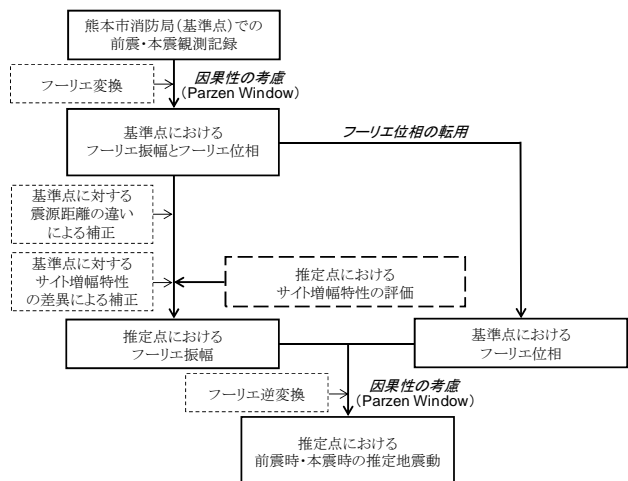 熊本市消防局(基準点)での
前震・本震観測記録
フーリエ変換
因果性の考慮
(Parzen Window)
基準点における
フーリエ振幅とフーリエ位相
フーリエ位相の転用
基準点に対する
震源距離の違い
による補正
基準点に対する
サイト増幅特性
の差異による補正
推定点における
サイト増幅特性の評価
推定点における
フーリエ振幅
基準点における
フーリエ位相
フーリエ逆変換
因果性の考慮
(Parzen Window)
推定点における
前震時・本震時の推定地震動